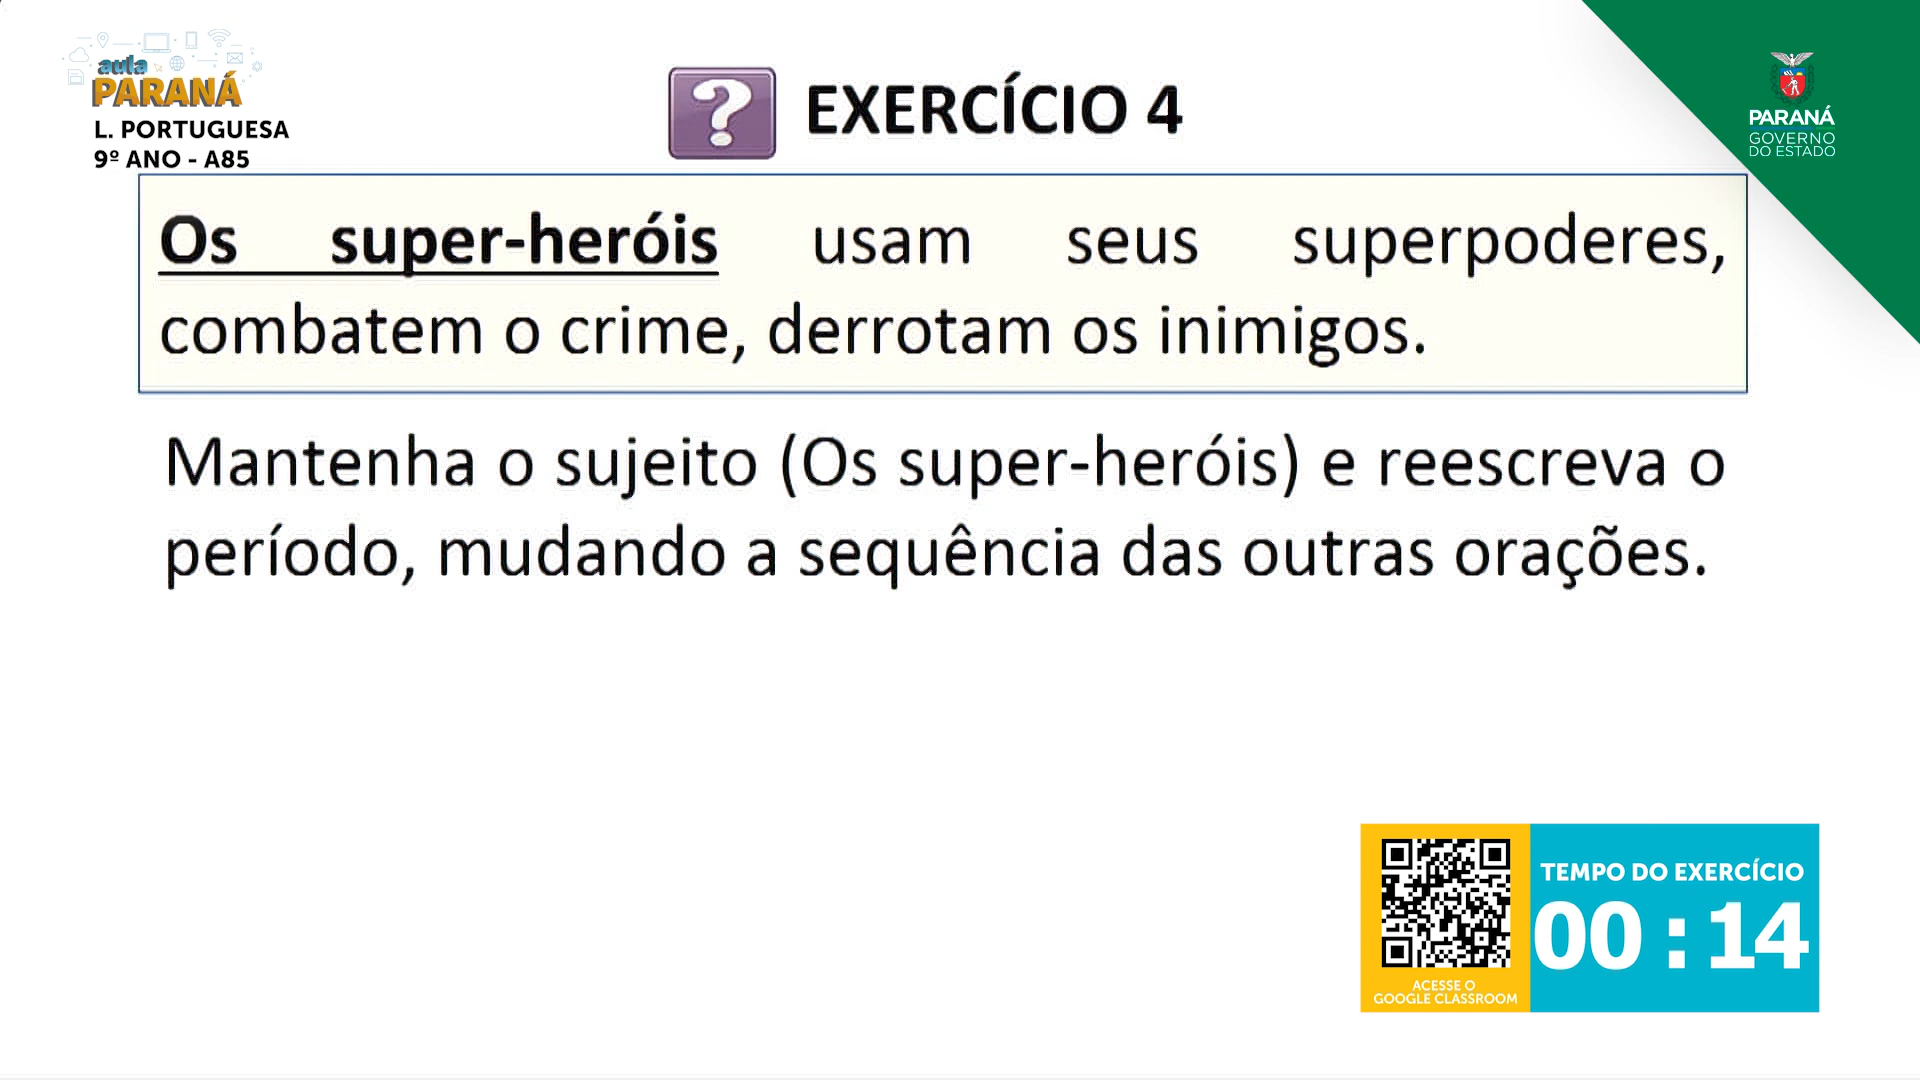 aula
PARANÁ
L. PORTUGUESA
9º ANO - A85
EXERCÍCIO 4
PARANÁ
GOVERNO
DO ESTADO
Os super-heróis usam seus superpoderes,
combatem o crime, derrotam os inimigos.
Mantenha o sujeito (Os super-heróis) e reescreva o
período, mudando a sequência das outras orações.
ACESSE O
GOOGLE CLASSROOM
TEMPO DO EXERCÍCIO
00 : 14